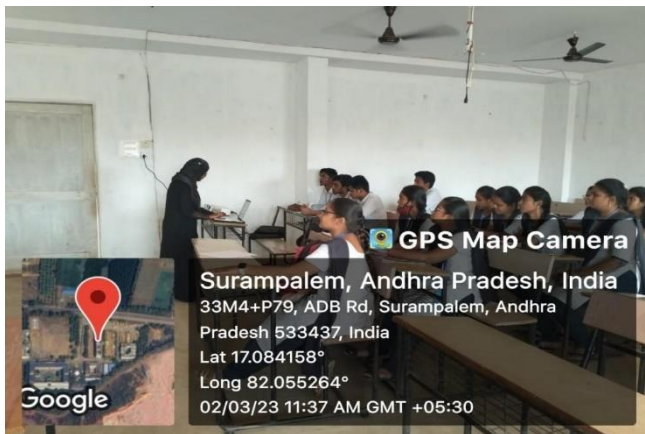 GPS Map Camera
Surampalem, Andhra Pradesh, India
33M4+P79, ADB Rd, Surampalem, Andhra
Pradesh 533437, India
Lat 17.084158°
Long 82.055264°
02/03/23 11:37 AM GMT +05:30
Google